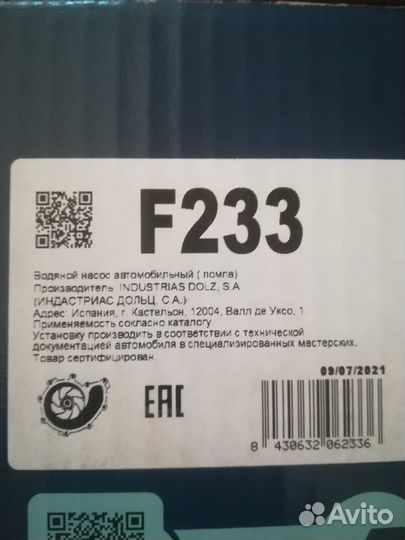 F233
Водяной насос автомобильный ( помпа)
Производитель INDUSTRIAS DOLZ, S.A
(ИНДАСТРИАС ДОЛЬЦ, С.А.)
Адрес: Испания, г. Кастельон, 12004, Валл де Уксо, 1
Применяемость согласно каталогу.
Установку производить в соответствии с технической
документацией автомобиля в специализированных мастерских.
Товар сертифицирован.
09/07/2021
EAC
8 430632 062336
Avito